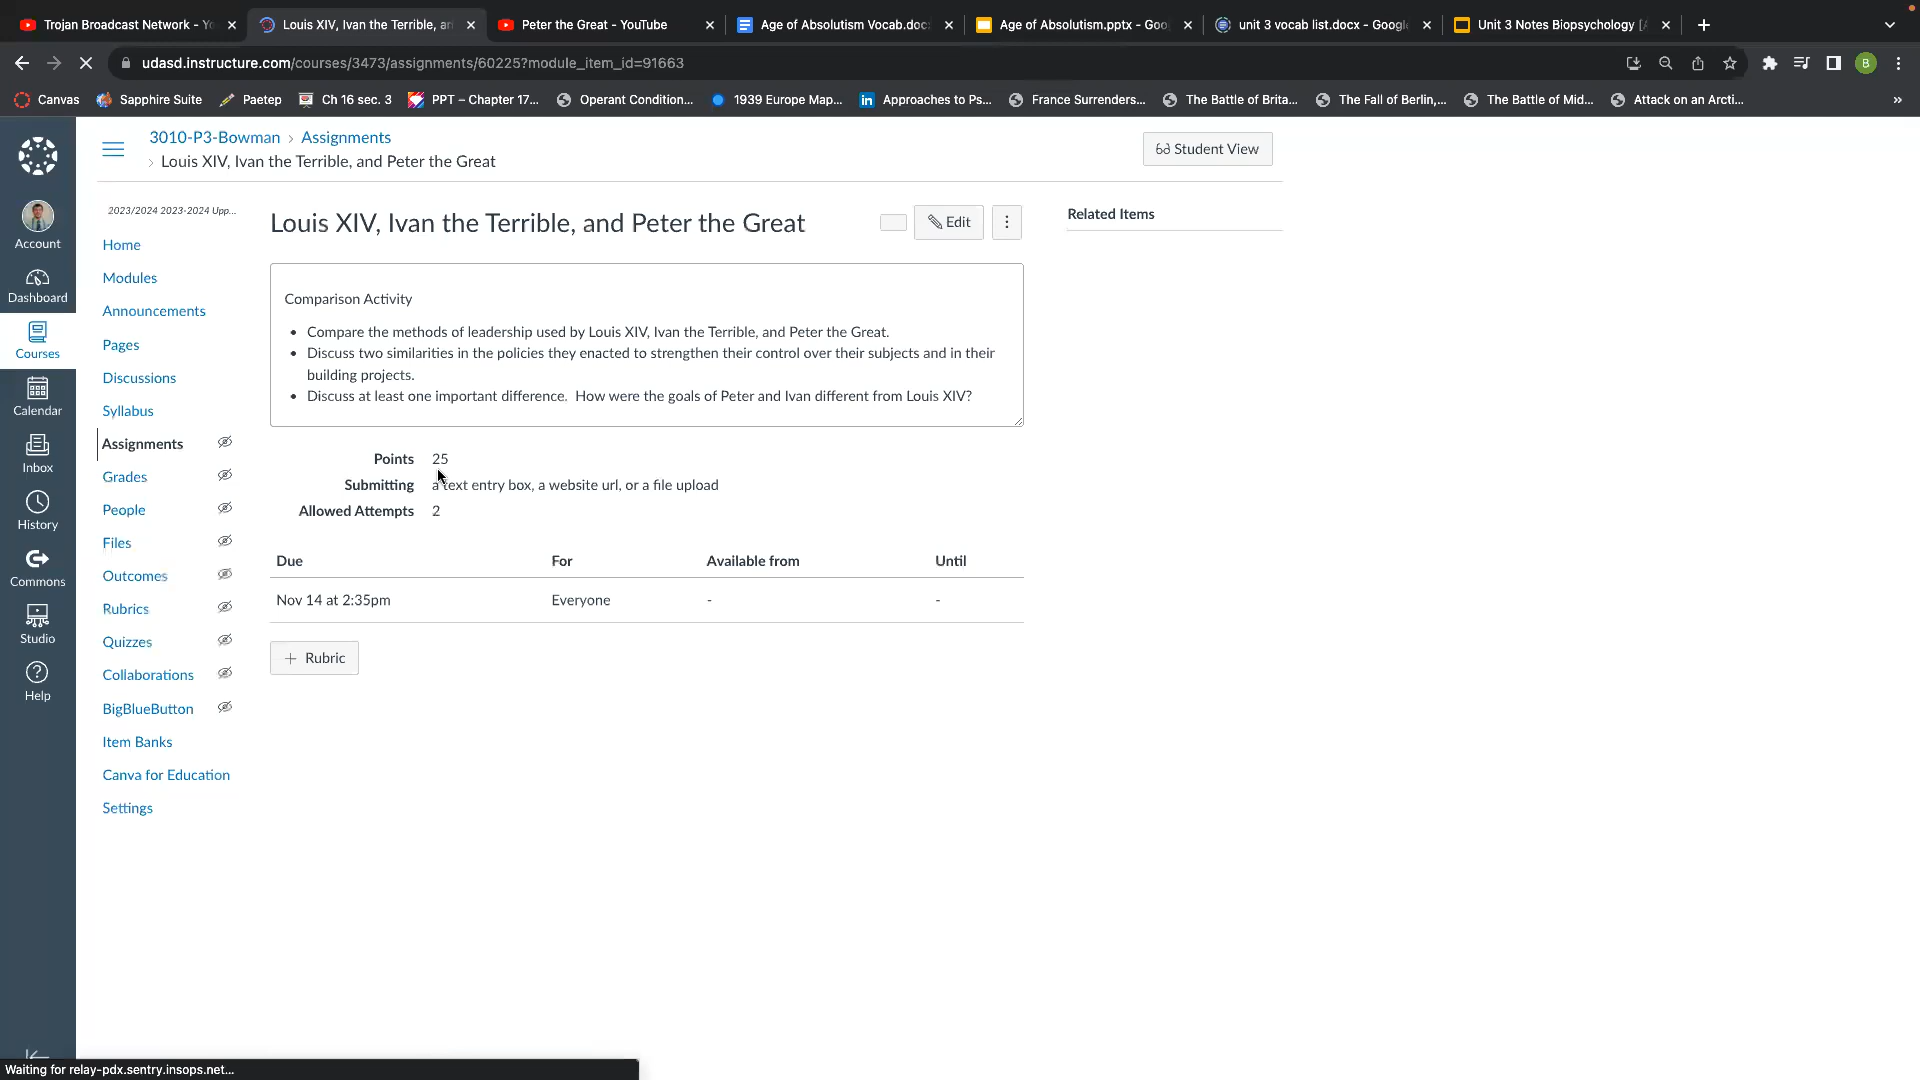 Trojan Broadcast Network - Yo
Louis XIV, Ivan the Terrible, an
Peter the Great - YouTube
Age of Absolutism Vocab.doc
Age of Absolutism.pptx - Goo
unit 3 vocab list.docx - Google
Unit 3 Notes Biopsychology [A
udasd.instructure.com/courses/3473/assignments/60225?module_item_id=91663
B
Canvas
Sapphire Suite
Paetep
Ch 16 sec. 3
PPT – Chapter 17...
Operant Condition...
1939 Europe Map...
Approaches to Ps...
France Surrenders...
The Battle of Brita...
The Fall of Berlin,...
The Battle of Mid...
Attack on an Arcti...
»
3010-P3-Bowman › Assignments
› Louis XIV, Ivan the Terrible, and Peter the Great
Student View
Account
Dashboard
Courses
Calendar
Inbox
History
Commons
Studio
Help
2023/2024 2023-2024 Upp...
Home
Modules
Announcements
Pages
Discussions
Syllabus
Assignments
Grades
People
Files
Outcomes
Rubrics
Quizzes
Collaborations
BigBlueButton
Item Banks
Canva for Education
Settings
Louis XIV, Ivan the Terrible, and Peter the Great
Edit
Related Items
Comparison Activity
• Compare the methods of leadership used by Louis XIV, Ivan the Terrible, and Peter the Great.
• Discuss two similarities in the policies they enacted to strengthen their control over their subjects and in their
building projects.
• Discuss at least one important difference. How were the goals of Peter and Ivan different from Louis XIV?
Points 25
Submitting a text entry box, a website url, or a file upload
Allowed Attempts 2
Due For Available from Until
Nov 14 at 2:35pm Everyone - -
+ Rubric
Waiting for relay-pdx.sentry.insops.net...